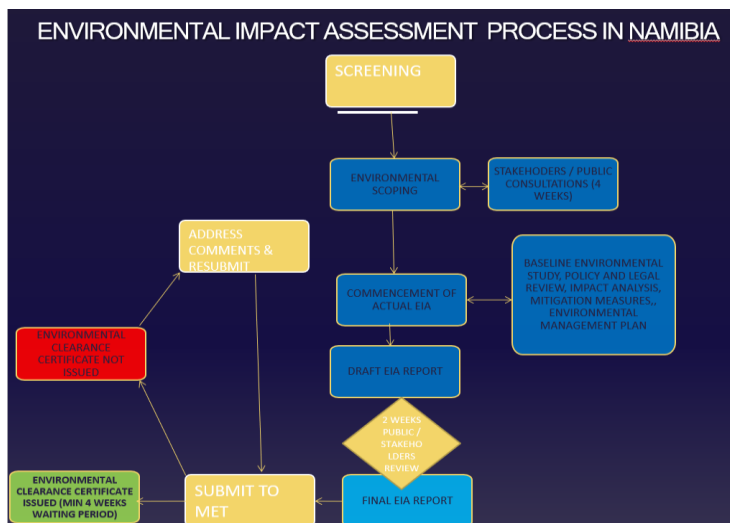 ENVIRONMENTAL IMPACT ASSESSMENT PROCESS IN NAMIBIA
SCREENING
ENVIRONMENTAL
SCOPING
STAKEHODERS / PUBLIC
CONSULTATIONS (4
WEEKS)
ADDRESS
COMMENTS &
RESUBMIT
COMMENCEMENT OF
ACTUAL EIA
BASELINE ENVIRONMENTAL
STUDY, POLICY AND LEGAL
REVIEW, IMPACT ANALYSIS,
MITIGATION MEASURES,,
ENVIRONMENTAL
MANAGEMENT PLAN
ENVIRONMENTAL
CLEARANCE
CERTIFICATE NOT
ISSUED
DRAFT EIA REPORT
2 WEEKS
PUBLIC /
STAKEHO
LDERS
REVIEW
ENVIRONMENTAL
CLEARANCE CERTIFICATE
ISSUED (MIN 4 WEEKS
WAITING PERIOD)
SUBMIT TO
MET
FINAL EIA REPORT